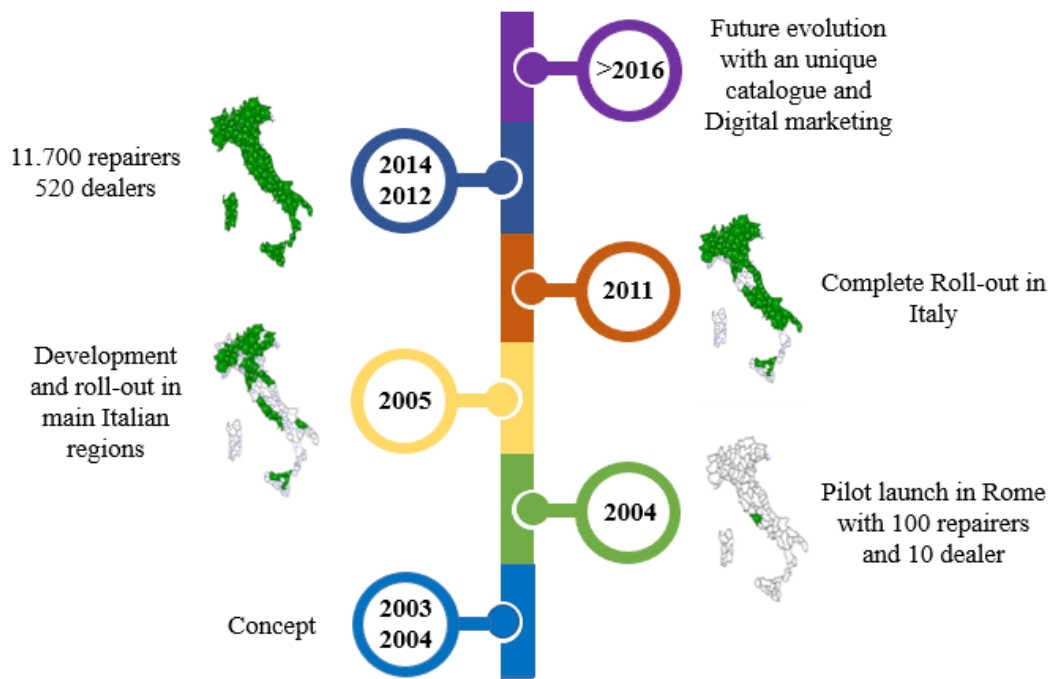 >2016
Future evolution
with an unique
catalogue and
Digital marketing
11.700 repairers
520 dealers
2014
2012
2011
Complete Roll-out in
Italy
Development
and roll-out in
main Italian
regions
2005
2004
Pilot launch in Rome
with 100 repairers
and 10 dealer
Concept
2003
2004